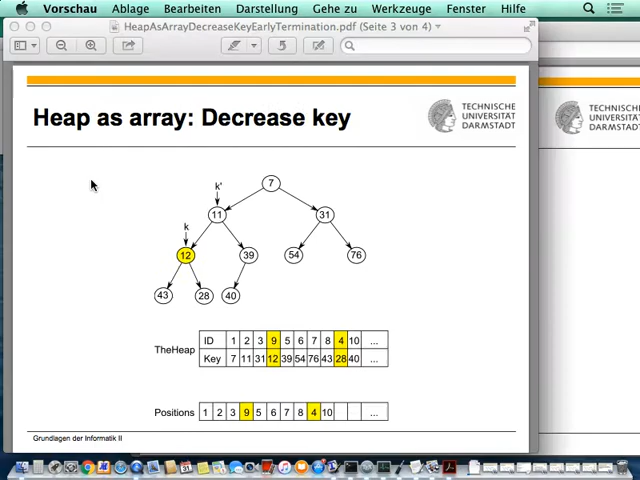 Vorschau Ablage Bearbeiten Darstellung Gehe zu Werkzeuge Fenster Hilfe
HeapAsArrayDecreaseKeyEarlyTermination.pdf (Seite 3 von 4)
Heap as array: Decrease key
TECHNISCHE
UNIVERSITÄT
DARMSTADT
TECHNISCHE
UNIVERSITÄT
DARMSTADT
7
k'
11 31
k
12 39 54 76
43 28 40
TheHeap
ID 1 2 3 9 5 6 7 8 4 10 ...
Key 7 11 31 12 39 54 76 43 28 40 ...
Positions 1 2 3 9 5 6 7 8 4 10 ...
Grundlagen der Informatik II